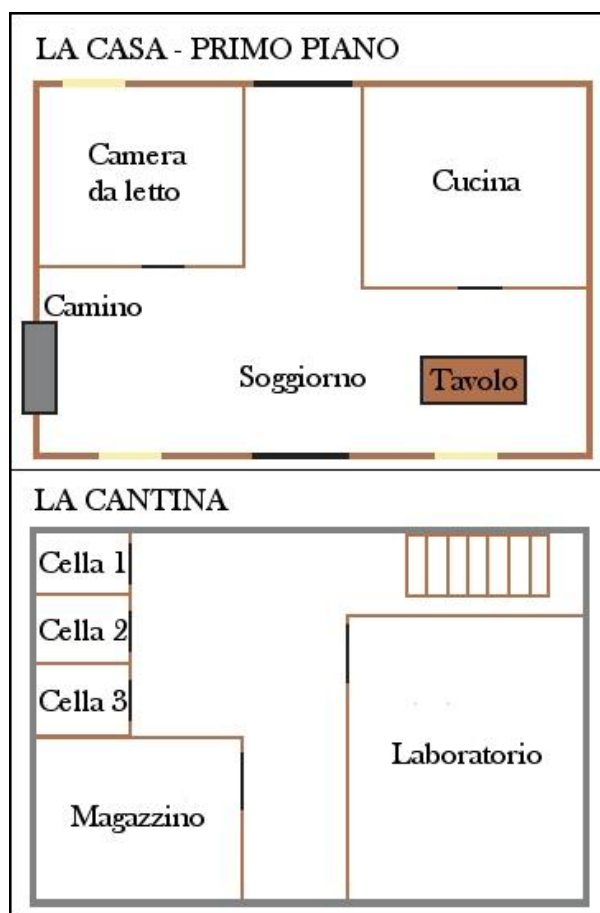 LA CASA - PRIMO PIANO
Camera
da letto
Cucina
Camino
Soggiorno
Tavolo
LA CANTINA
Cella 1
Cella 2
Cella 3
Laboratorio
Magazzino